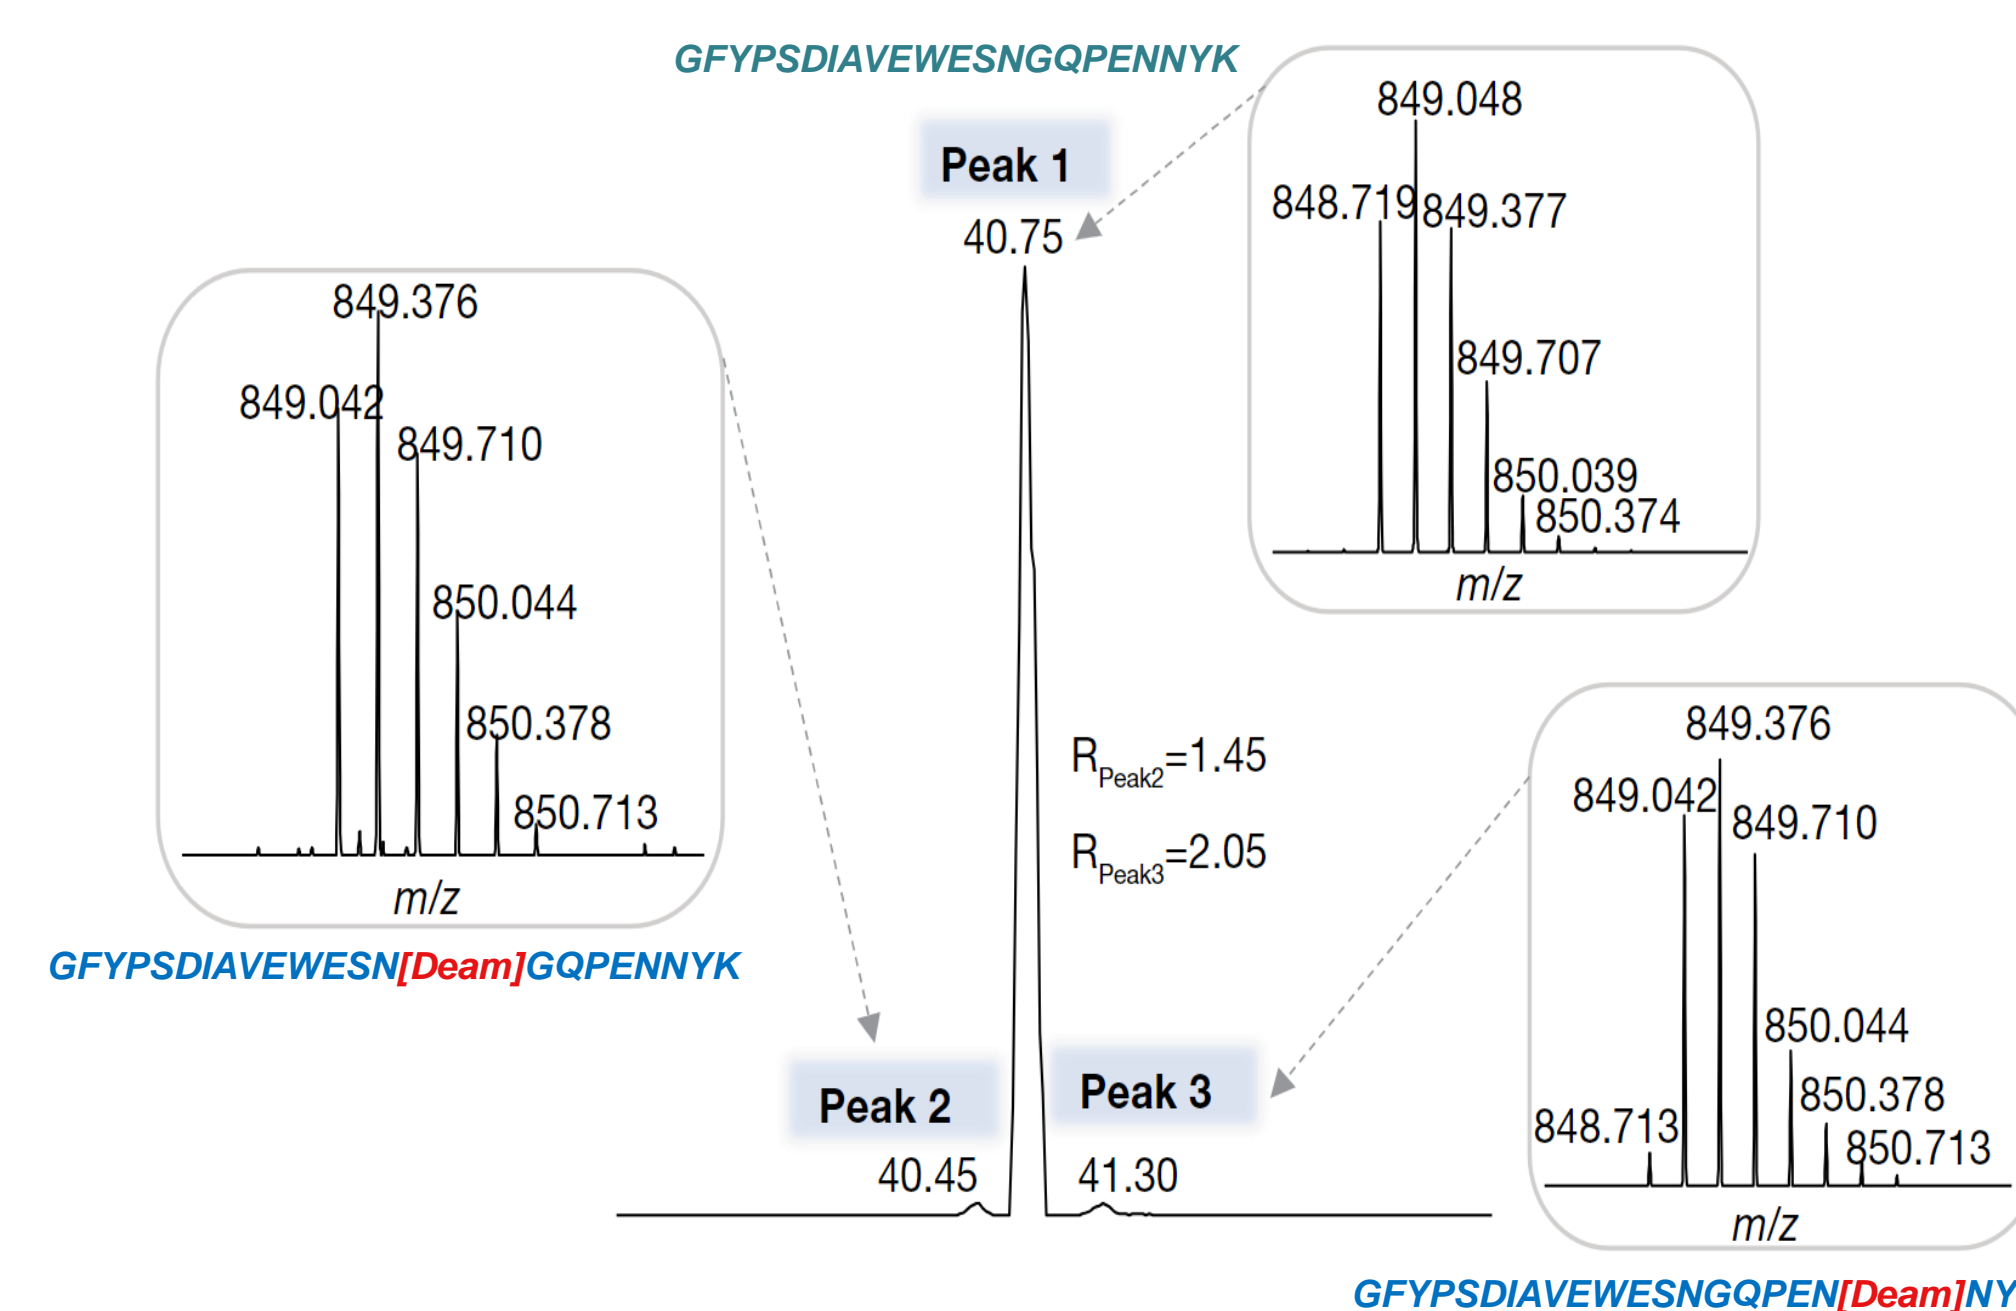 GFYPSDIAVEWESNGQPENNYK
Peak 1
40.75
848.719
849.048
849.377
849.707
850.039
850.374
m/z
849.042
849.376
849.710
850.044
850.378
850.713
m/z
GFYPSDIAVEWESN[Deam]GQPENNYK
RPeak2=1.45
RPeak3=2.05
Peak 2
40.45
Peak 3
41.30
848.713
849.042
849.376
849.710
850.044
850.378
850.713
m/z
GFYPSDIAVEWESNGQPEN[Deam]NY